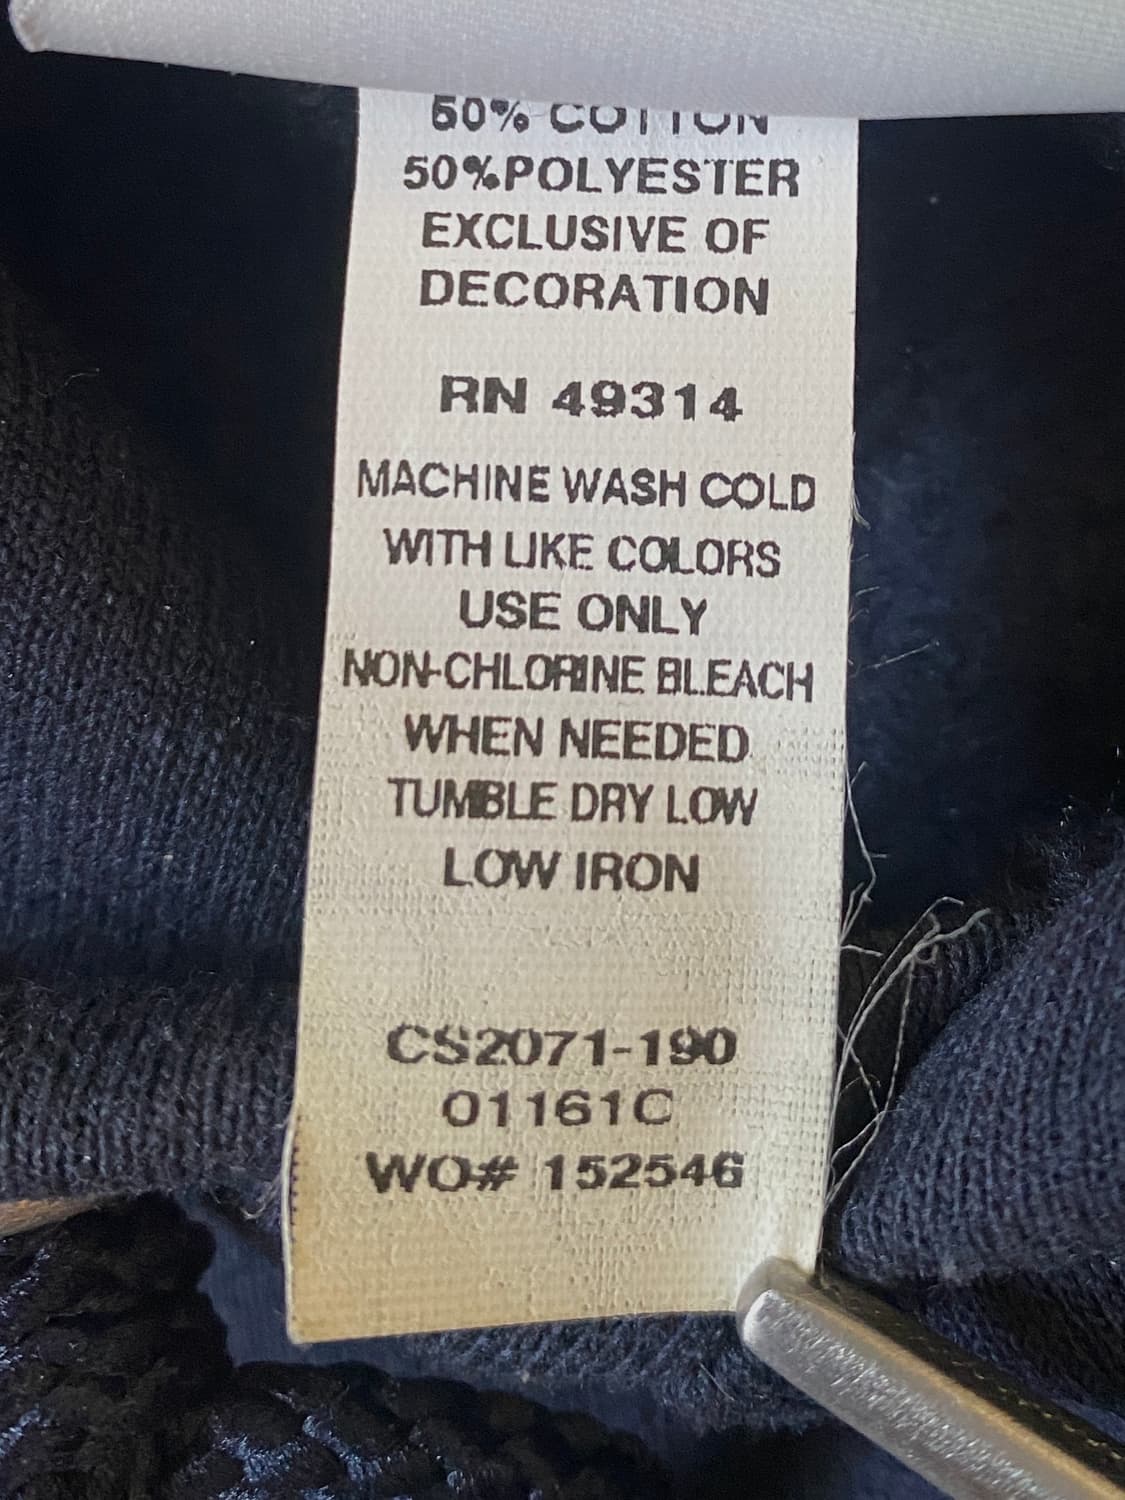 50% COTTON
50%POLYESTER
EXCLUSIVE OF
DECORATION
RN 49314
MACHINE WASH COLD
WITH LIKE COLORS
USE ONLY
NON-CHLORINE BLEACH
WHEN NEEDED
TUMBLE DRY LOW
LOW IRON
CS2071-190
01161C
WO# 152546